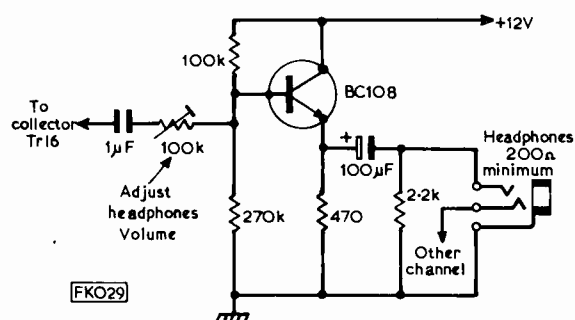 +12V
100k
BC108
To
collector
Tr16
1µF
100k
+
100µF
Headphones
200Ω
minimum
Adjust
headphones
Volume
270k
470
2·2k
Other
channel
FK029